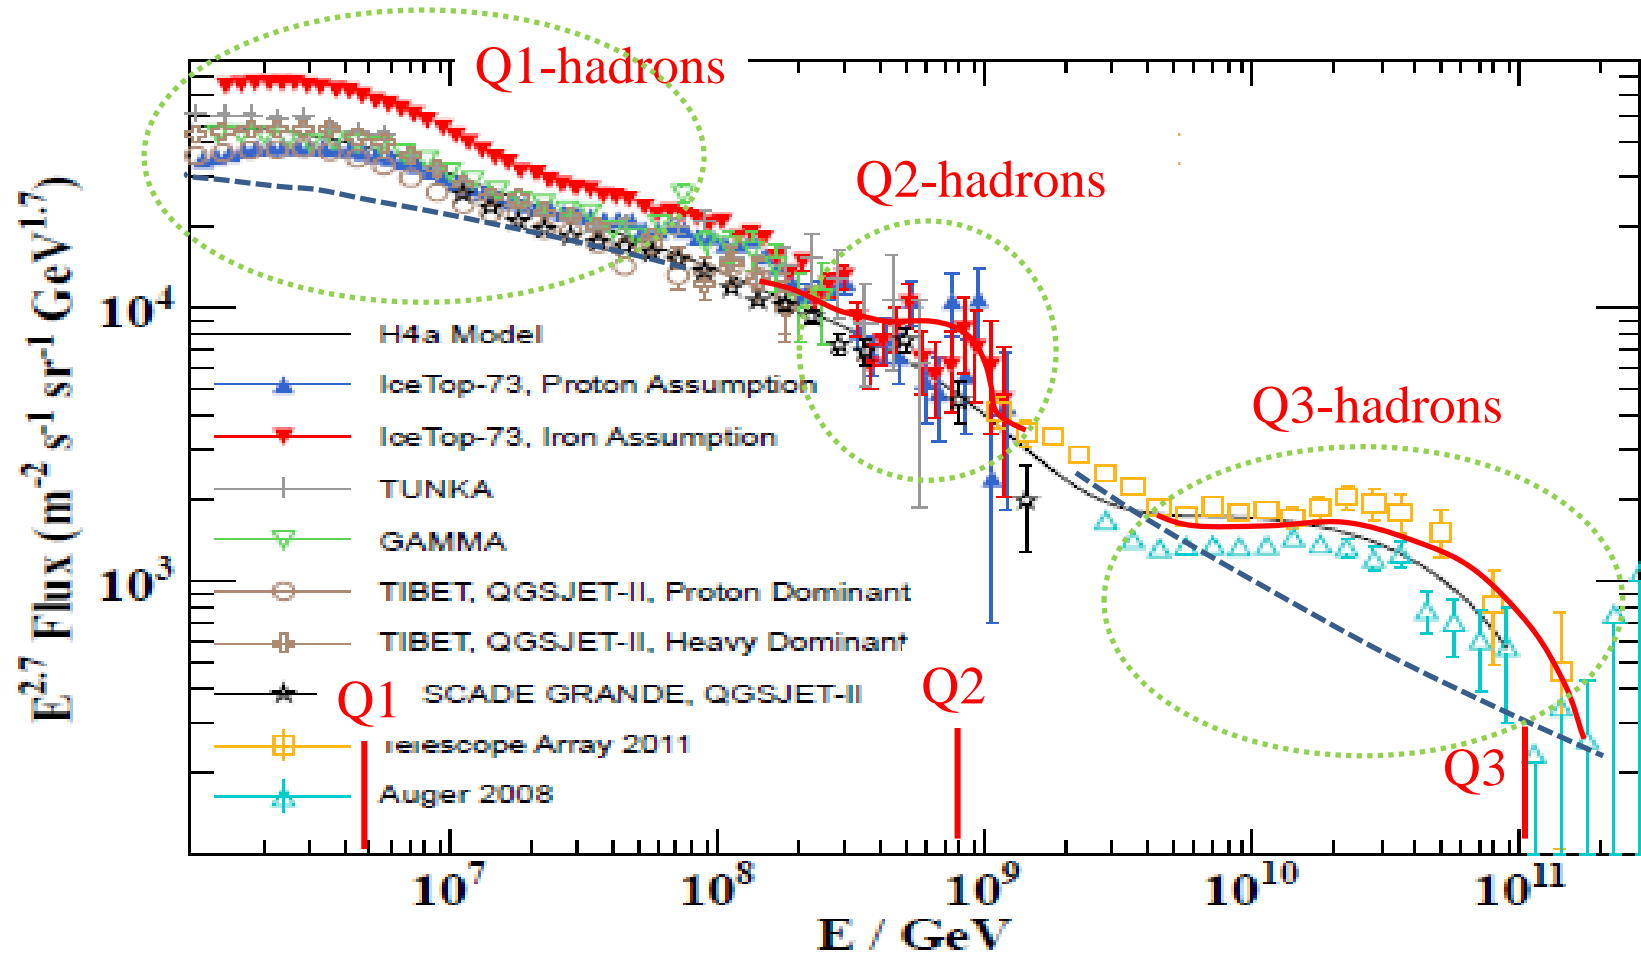 Q1-hadrons
Q2-hadrons
Q3-hadrons
E^2.7 Flux (m^-2 s^-1 sr^-1 GeV^1.7)
10^4
10^3
H4a Model
IceTop-73, Proton Assumption
IceTop-73, Iron Assumption
TUNKA
GAMMA
TIBET, QGSJET-II, Proton Dominant
TIBET, QGSJET-II, Heavy Dominant
SCADE GRANDE, QGSJET-II
Telescope Array 2011
Auger 2008
Q1
Q2
Q3
10^7
10^8
10^9
10^10
10^11
E / GeV